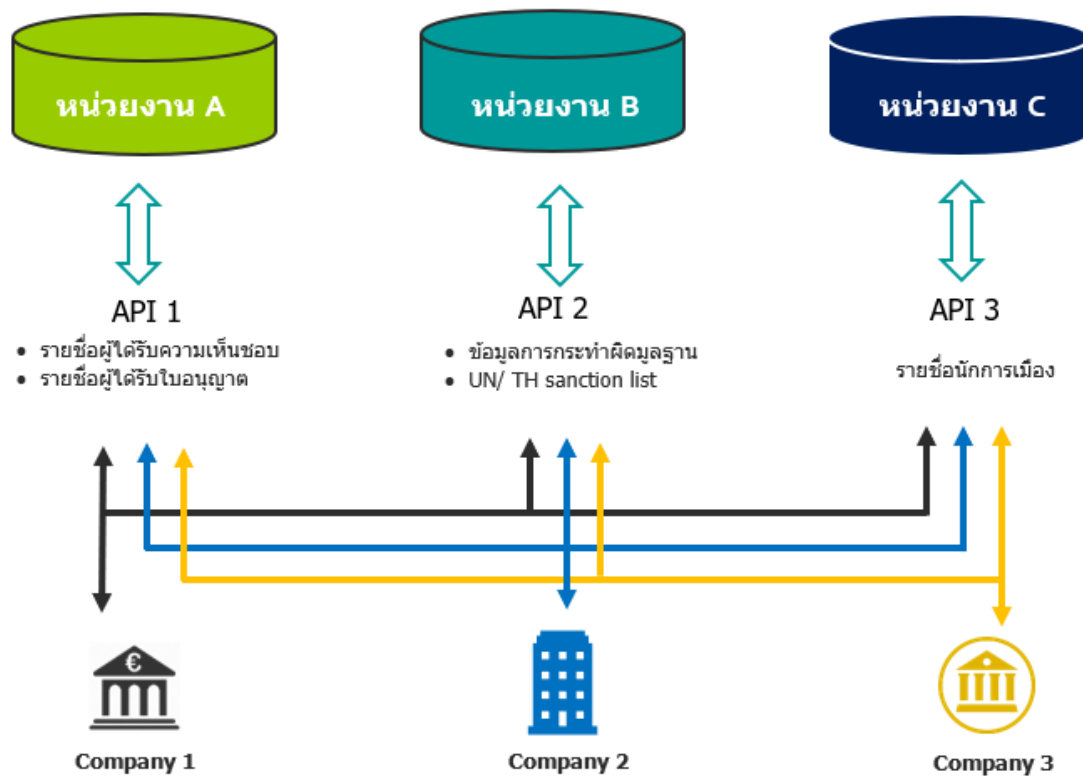 หน่วยงาน A
หน่วยงาน B
หน่วยงาน C
API 1
• รายชื่อผู้ได้รับความเห็นชอบ
• รายชื่อผู้ได้รับใบอนุญาต
API 2
• ข้อมูลการกระทำผิดมูลฐาน
• UN/ TH sanction list
API 3
รายชื่อนักการเมือง
€
Company 1
Company 2
Company 3